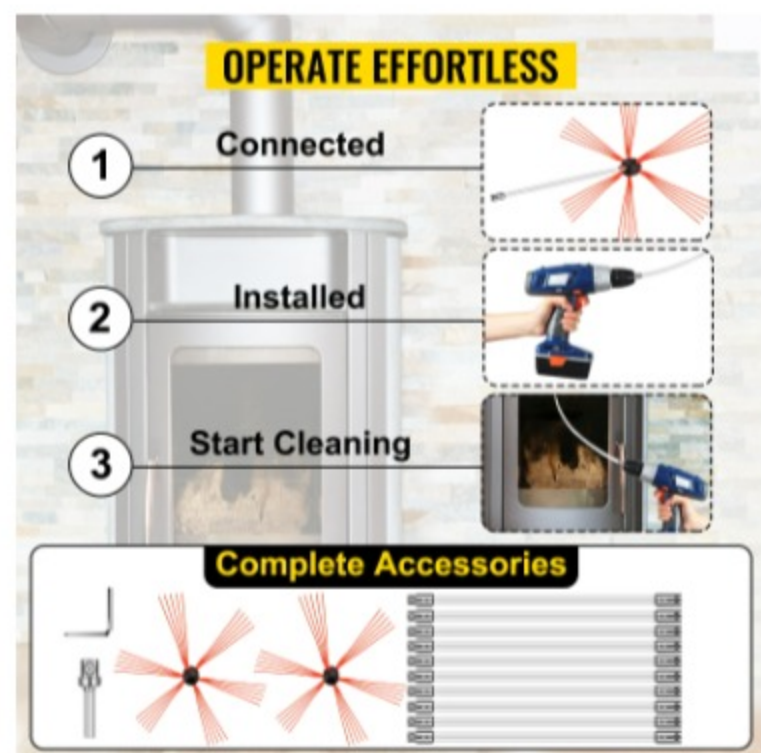 OPERATE EFFORTLESS
1 Connected
2 Installed
3 Start Cleaning
Complete Accessories